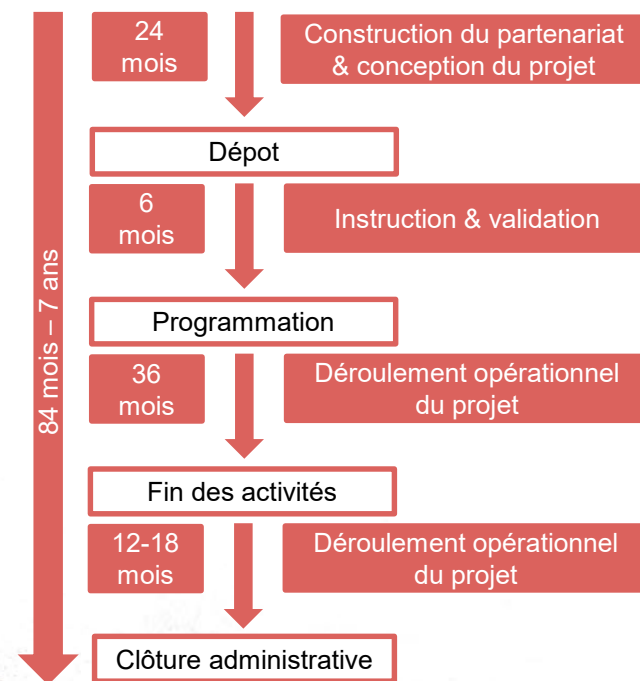 24
mois
Construction du partenariat
& conception du projet
Dépot
6
mois
Instruction & validation
84 mois – 7 ans
Programmation
36
mois
Déroulement opérationnel
du projet
Fin des activités
12-18
mois
Déroulement opérationnel
du projet
Clôture administrative